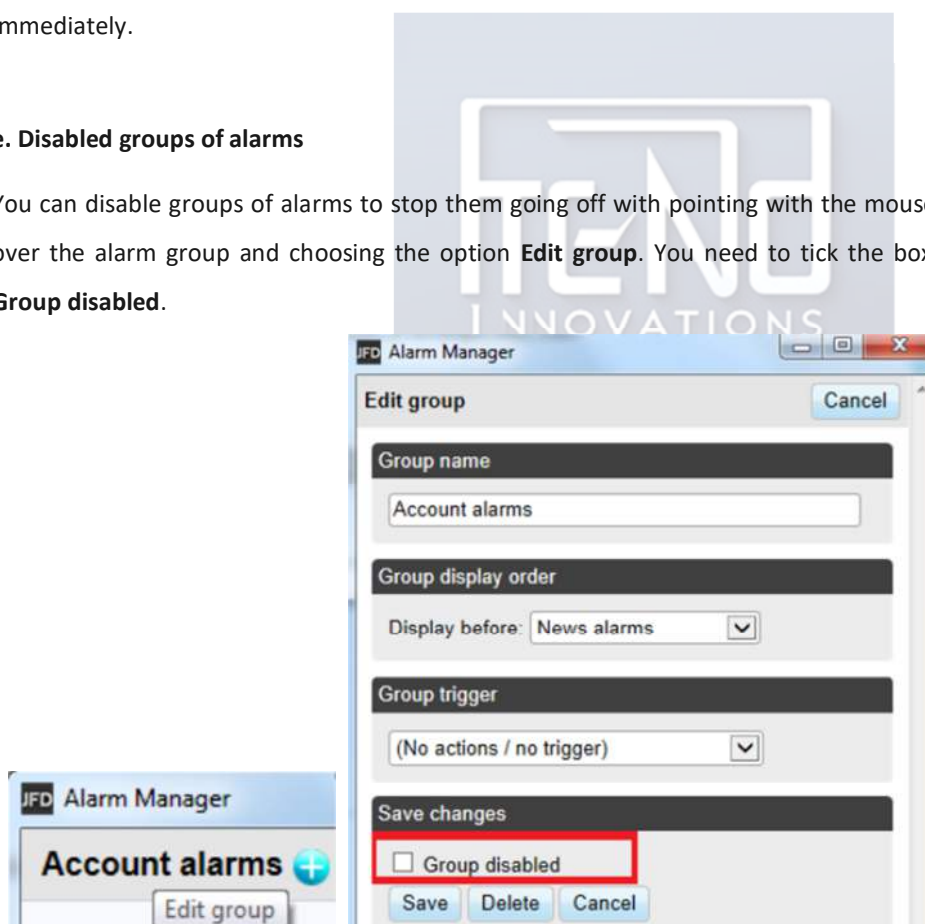 mmediately.
e. Disabled groups of alarms
You can disable groups of alarms to stop them going off with pointing with the mouse
over the alarm group and choosing the option Edit group. You need to tick the box
Group disabled.
INNOVATIONS
JFD Alarm Manager
Edit group
Cancel
Group name
Account alarms
Group display order
Display before: News alarms
Group trigger
(No actions / no trigger)
Save changes
Group disabled
Save Delete Cancel
JFD Alarm Manager
Account alarms
Edit group